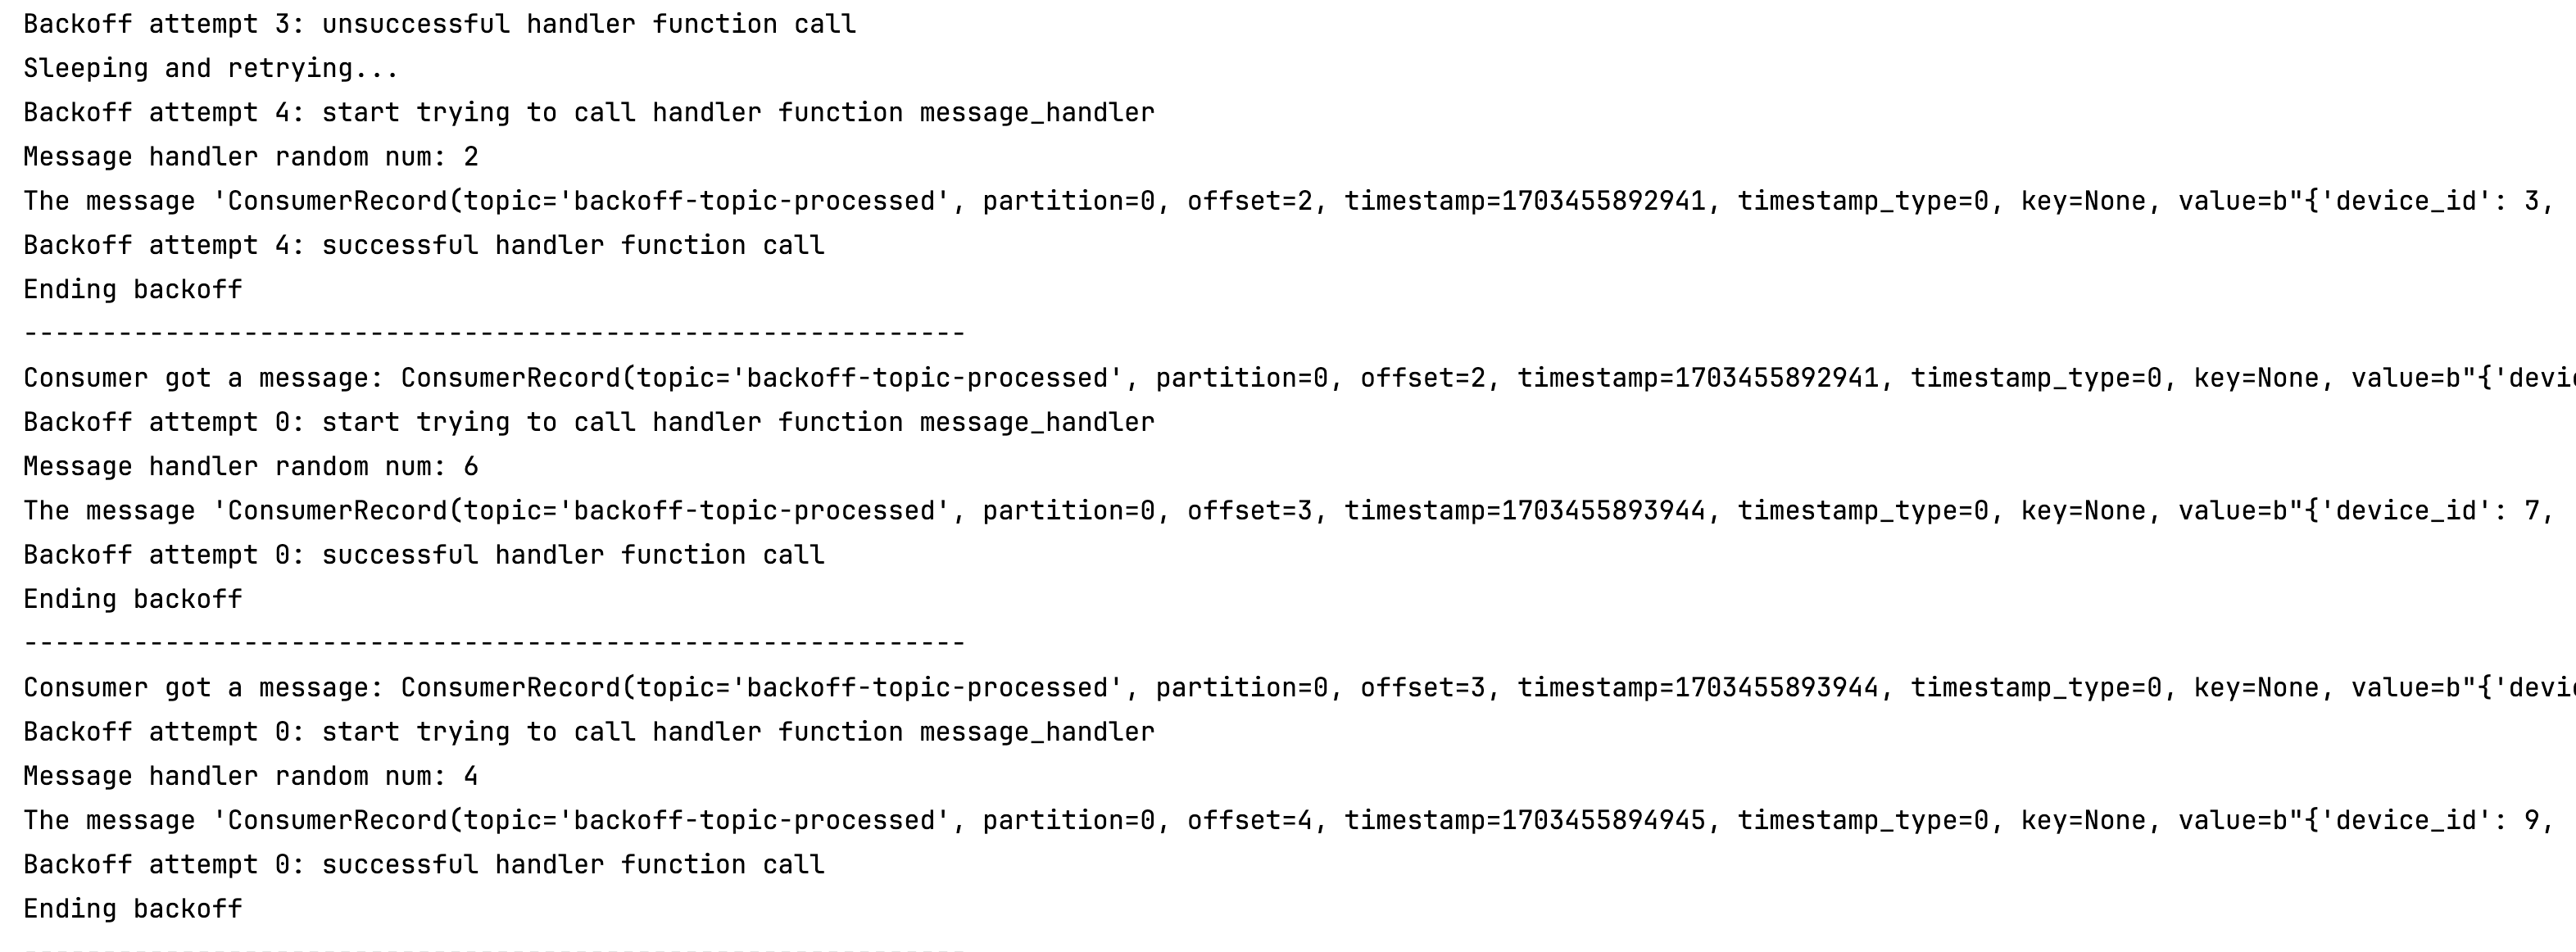 Backoff attempt 3: unsuccessful handler function call
Sleeping and retrying...
Backoff attempt 4: start trying to call handler function message_handler
Message handler random num: 2
The message 'ConsumerRecord(topic='backoff-topic-processed', partition=0, offset=2, timestamp=1703455892941, timestamp_type=0, key=None, value=b"{'device_id': 3,
Backoff attempt 4: successful handler function call
Ending backoff
------------------------------------------------------------
Consumer got a message: ConsumerRecord(topic='backoff-topic-processed', partition=0, offset=2, timestamp=1703455892941, timestamp_type=0, key=None, value=b"{'devi
Backoff attempt 0: start trying to call handler function message_handler
Message handler random num: 6
The message 'ConsumerRecord(topic='backoff-topic-processed', partition=0, offset=3, timestamp=1703455893944, timestamp_type=0, key=None, value=b"{'device_id': 7,
Backoff attempt 0: successful handler function call
Ending backoff
------------------------------------------------------------
Consumer got a message: ConsumerRecord(topic='backoff-topic-processed', partition=0, offset=3, timestamp=1703455893944, timestamp_type=0, key=None, value=b"{'devi
Backoff attempt 0: start trying to call handler function message_handler
Message handler random num: 4
The message 'ConsumerRecord(topic='backoff-topic-processed', partition=0, offset=4, timestamp=1703455894945, timestamp_type=0, key=None, value=b"{'device_id': 9,
Backoff attempt 0: successful handler function call
Ending backoff
------------------------------------------------------------